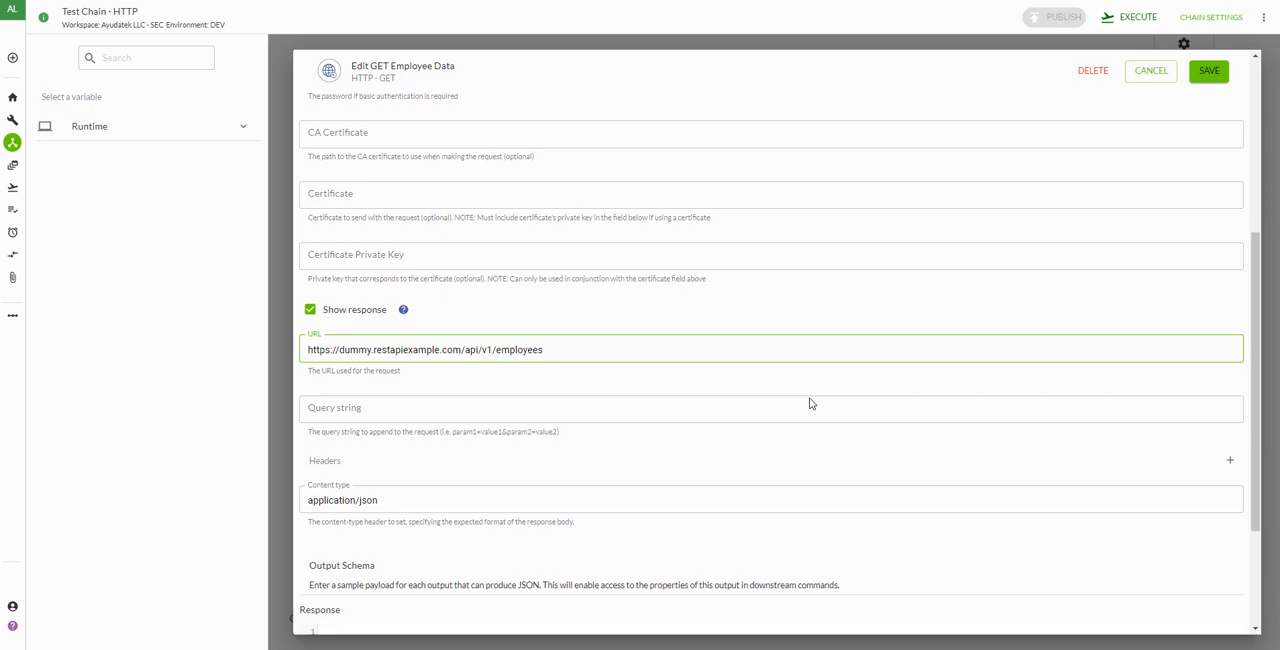 AL
Test Chain - HTTP
Workspace: Ayudatek LLC - SEC Environment: DEV
PUBLISH
EXECUTE
CHAIN SETTINGS
Search
Select a variable
Runtime
Edit GET Employee Data
HTTP - GET
DELETE
CANCEL
SAVE
The password if basic authentication is required
CA Certificate
The path to the CA certificate to use when making the request (optional)
Certificate
Certificate to send with the request (optional). NOTE: Must include certificate's private key in the field below if using a certificate
Certificate Private Key
Private key that corresponds to the certificate (optional). NOTE: Can only be used in conjunction with the certificate field above
Show response
URL
https://dummy.restapiexample.com/api/v1/employees
The URL used for the request
Query string
The query string to append to the request (i.e. param1=value1&param2=value2)
Headers
Content type
application/json
The content-type header to set, specifying the expected format of the response body.
Output Schema
Enter a sample payload for each output that can produce JSON. This will enable access to the properties of this output in downstream commands.
Response
1